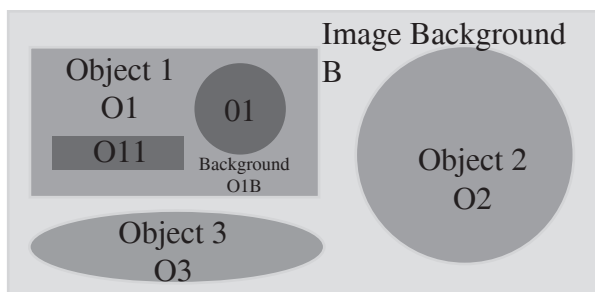 Image Background
B
Object 1
O1
01
O11
Background
O1B
Object 2
O2
Object 3
O3